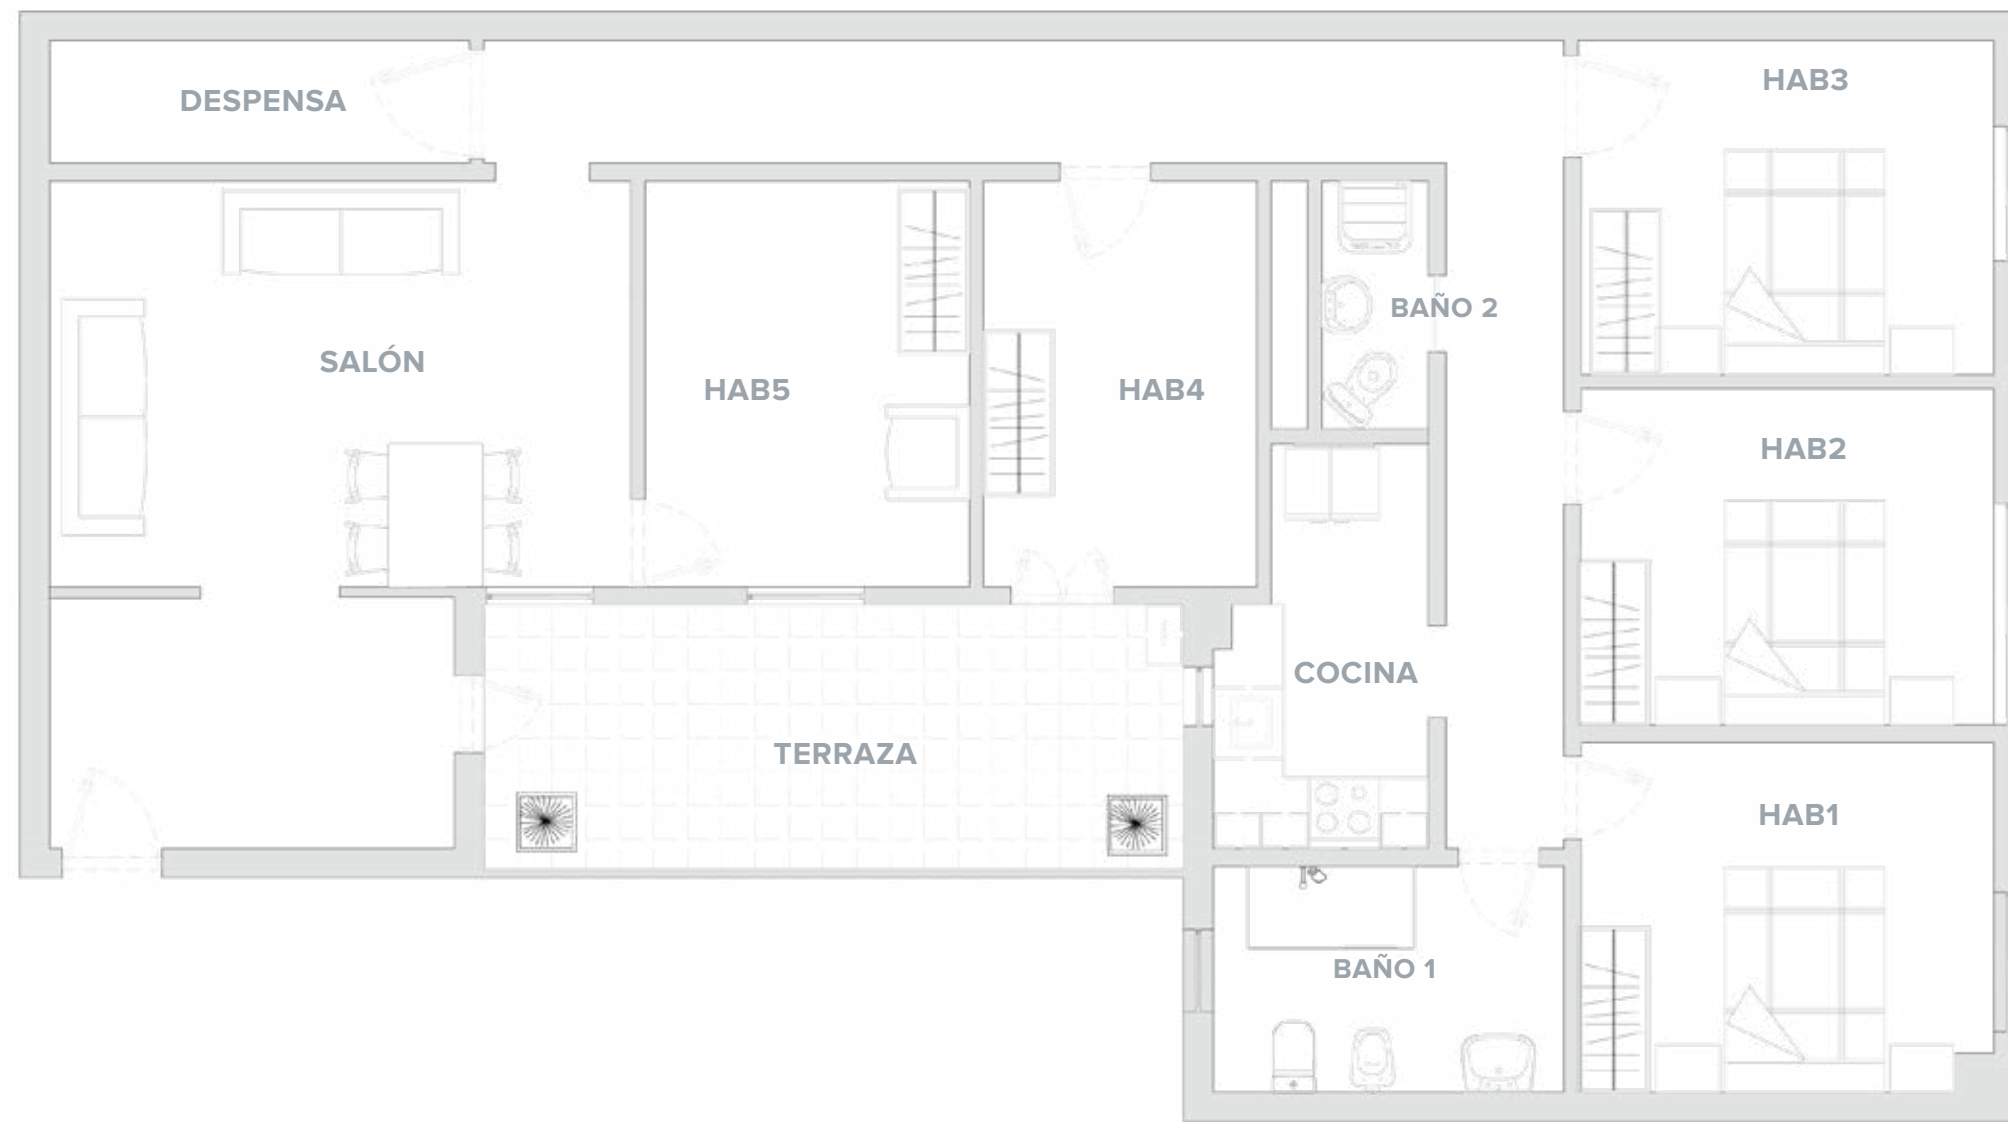 DESPENSA
HAB3
BAÑO 2
SALÓN
HAB5
HAB4
HAB2
COCINA
TERRAZA
HAB1
BAÑO 1